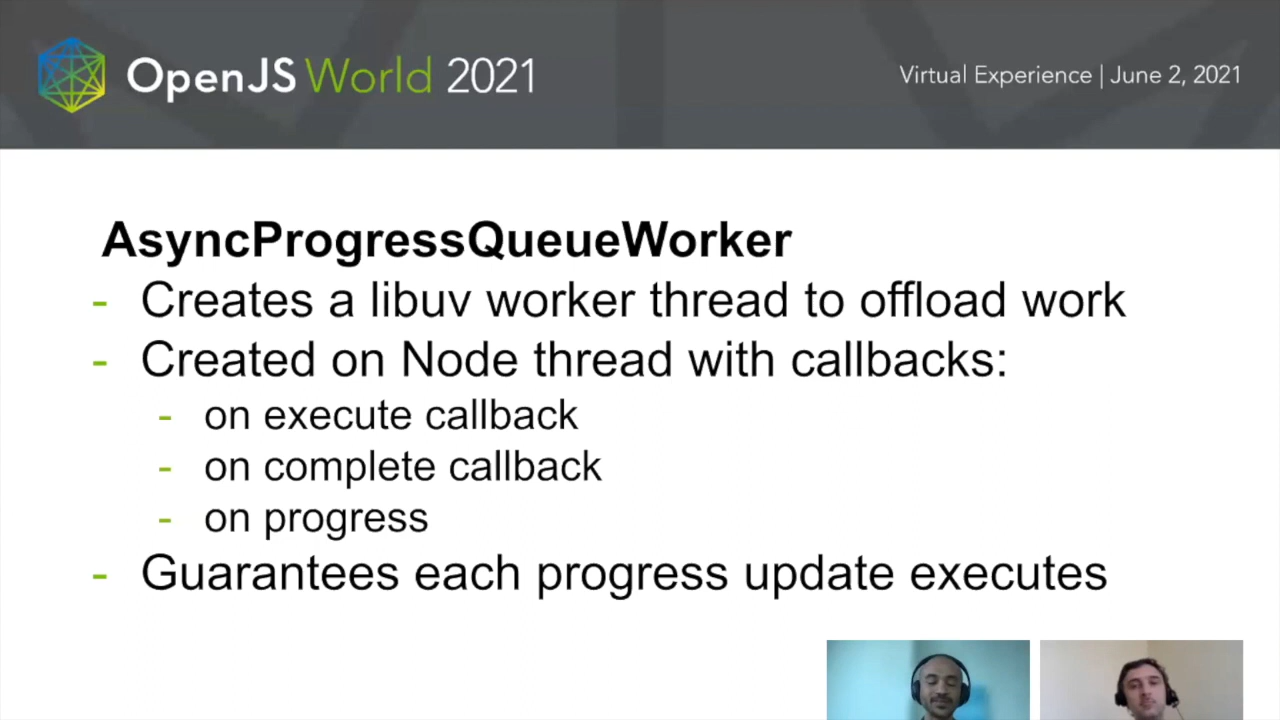 OpenJS World 2021
Virtual Experience | June 2, 2021
AsyncProgressQueueWorker
- Creates a libuv worker thread to offload work
- Created on Node thread with callbacks:
- on execute callback
- on complete callback
- on progress
- Guarantees each progress update executes